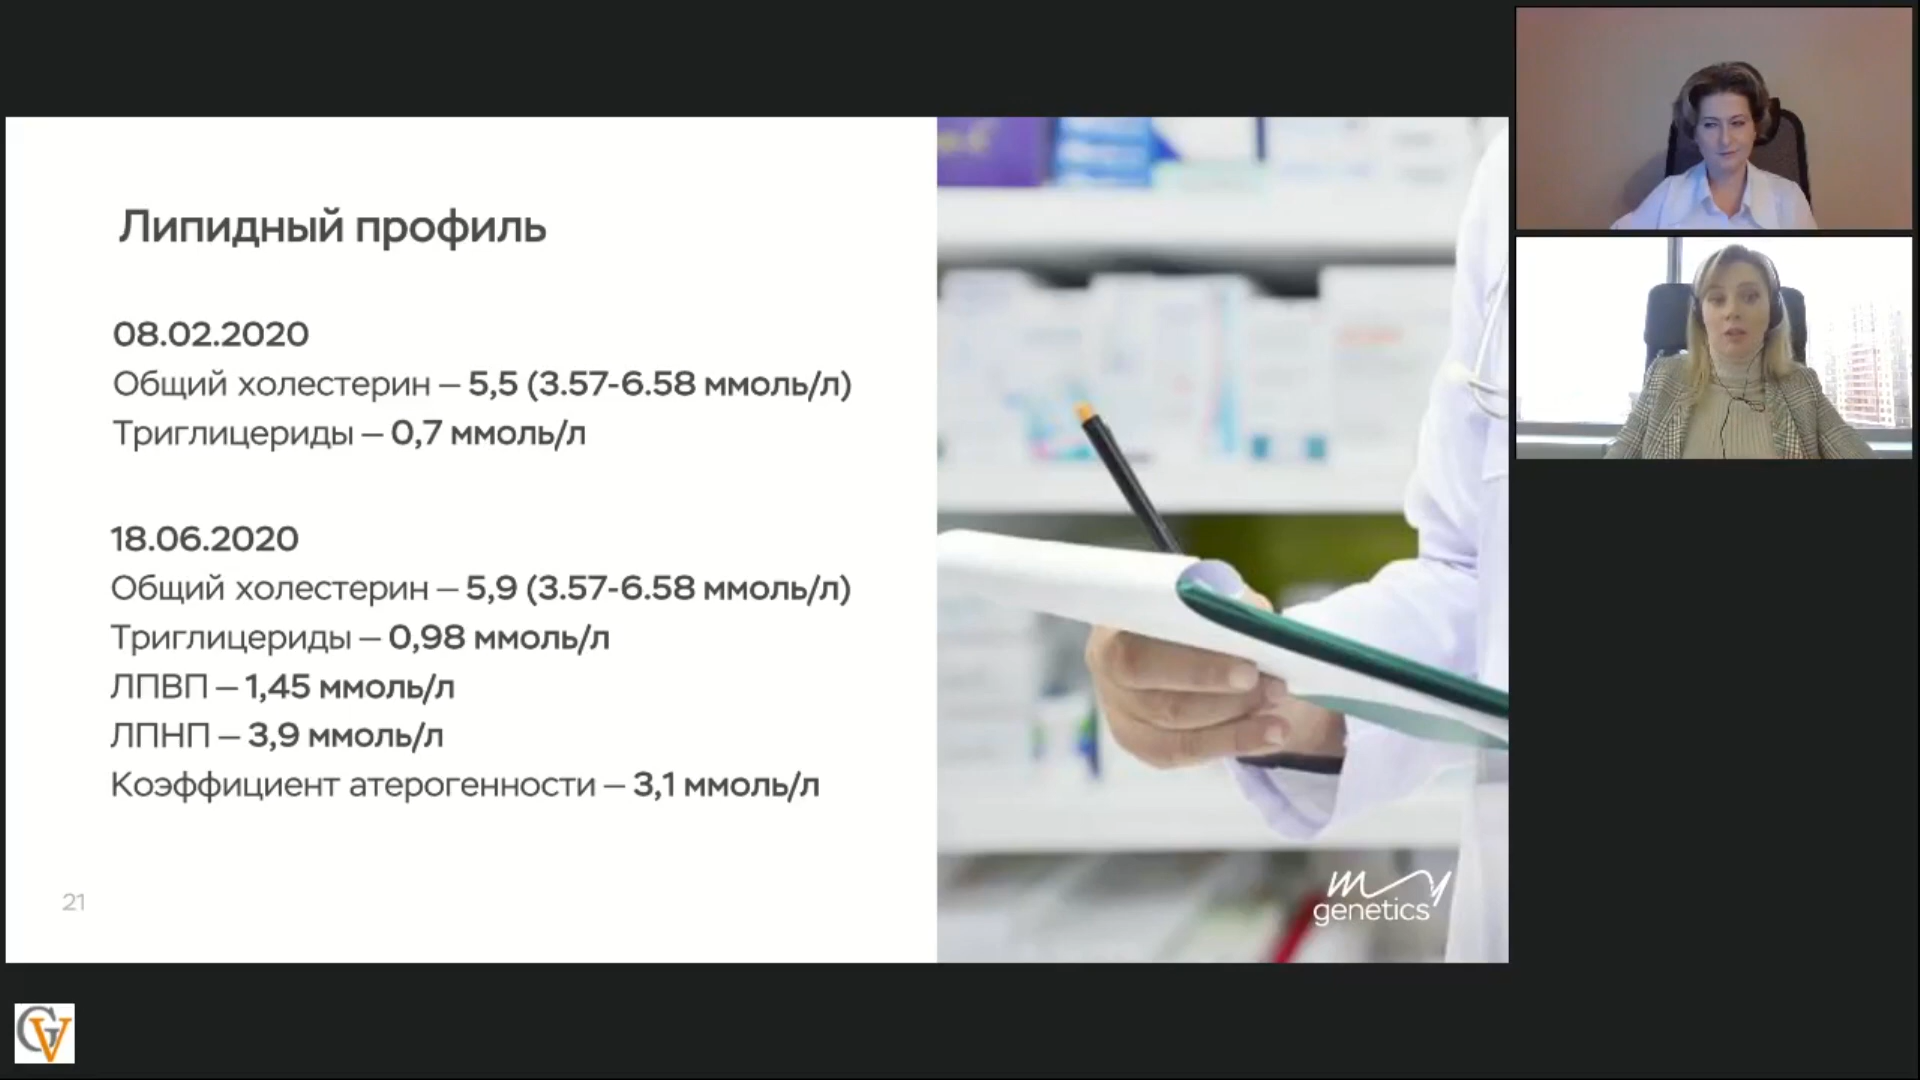 Липидный профиль
08.02.2020
Общий холестерин – 5,5 (3.57-6.58 ммоль/л)
Триглицериды – 0,7 ммоль/л
18.06.2020
Общий холестерин – 5,9 (3.57-6.58 ммоль/л)
Триглицериды – 0,98 ммоль/л
ЛПВП – 1,45 ммоль/л
ЛПНП – 3,9 ммоль/л
Коэффициент атерогенности – 3,1 ммоль/л
21
my
genetics
GV